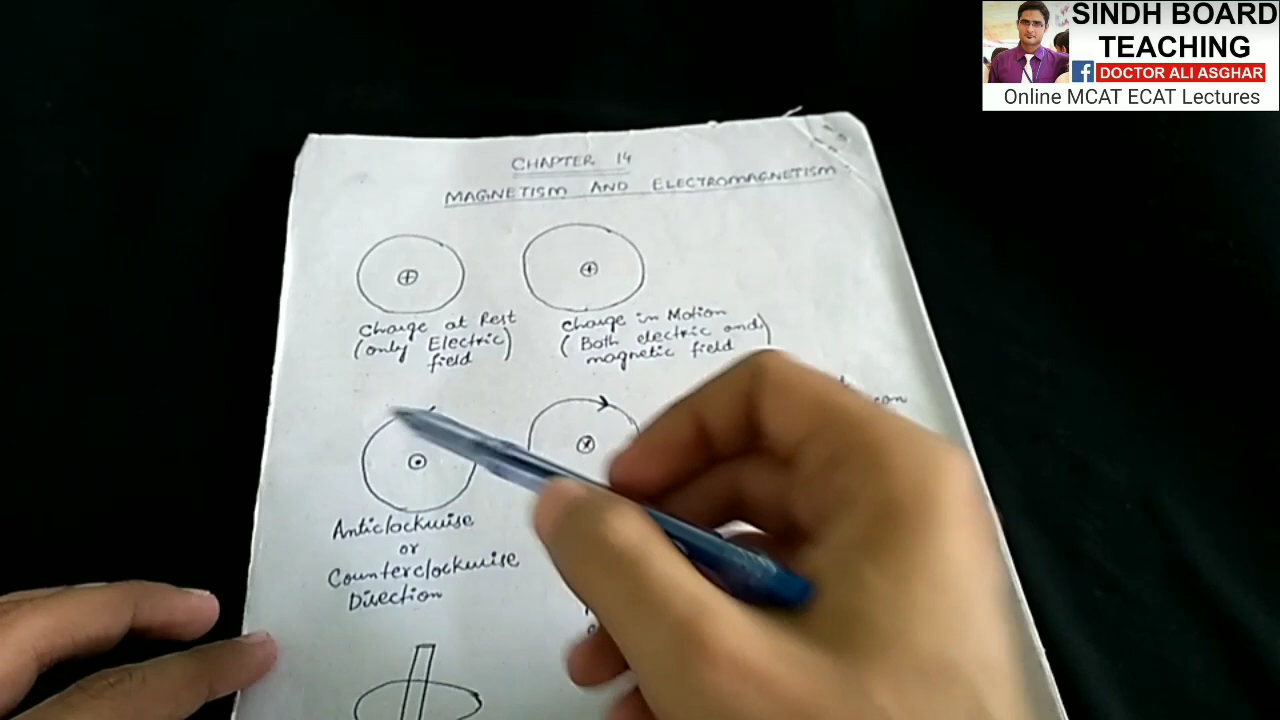 SINDH BOARD
TEACHING
DOCTOR ALI ASGHAR
Online MCAT ECAT Lectures
CHAPTER 14
MAGNETISM AND ELECTROMAGNETISM
Charge at Rest
(only Electric)
field
Charge in Motion
(Both electric and)
magnetic field
Anticlockwise
or
Counterclockwise
Direction